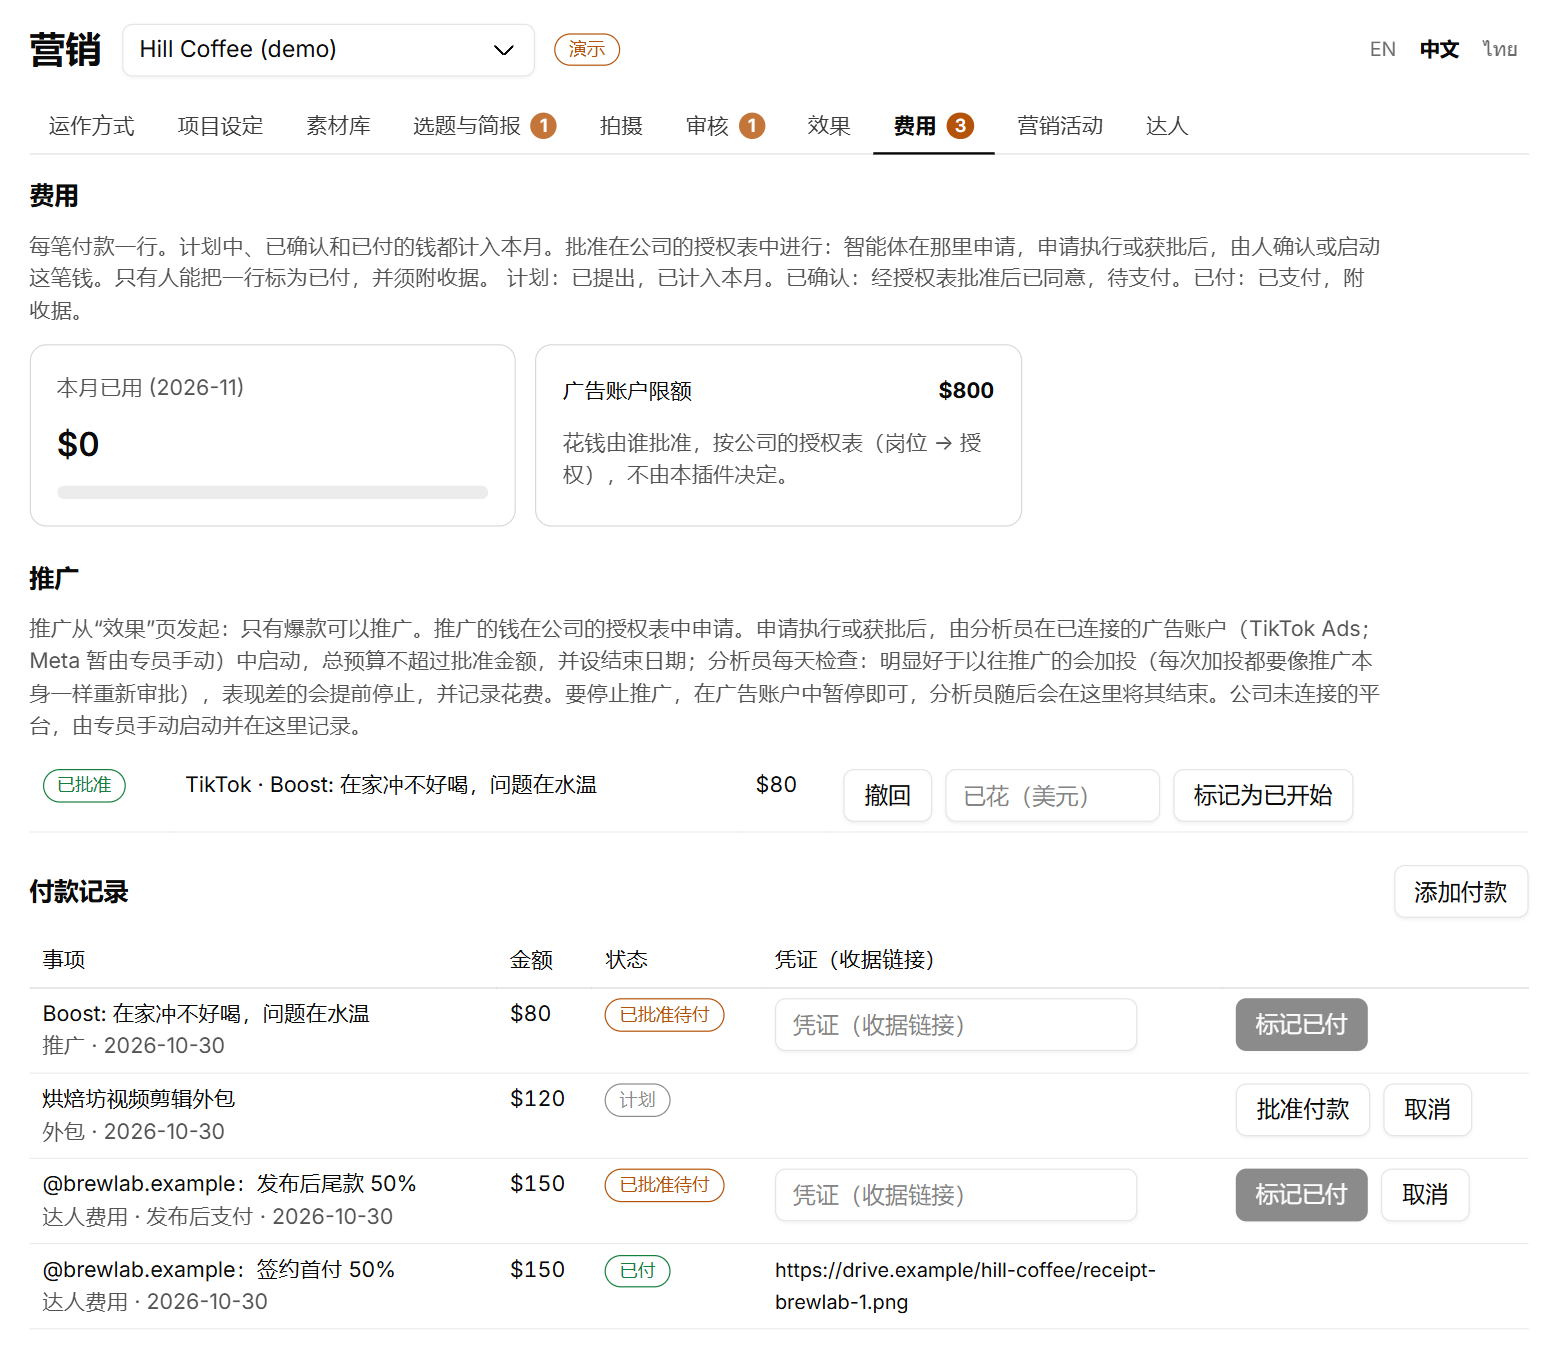 营销
Hill Coffee (demo)
演示
EN 中文 ไทย
运作方式 项目设定 素材库 选题与简报 1 拍摄 审核 1 效果 费用 3 营销活动 达人
费用
每笔付款一行。计划中、已确认和已付的钱都计入本月。批准在公司的授权表中进行：智能体在那里申请，申请执行或获批后，由人确认或启动
这笔钱。只有人能把一行标为已付，并须附收据。 计划：已提出，已计入本月。已确认：经授权表批准后已同意，待支付。已付：已支付，附
收据。
本月已用 (2026-11)
$0
广告账户限额 $800
花钱由谁批准，按公司的授权表（岗位 → 授
权），不由本插件决定。
推广
推广从“效果”页发起：只有爆款可以推广。推广的钱在公司的授权表中申请。申请执行或获批后，由分析员在已连接的广告账户（TikTok Ads；
Meta 暂由专员手动）中启动，总预算不超过批准金额，并设结束日期；分析员每天检查：明显好于以往推广的会加投（每次加投都要像推广本
身一样重新审批），表现差的会提前停止，并记录花费。要停止推广，在广告账户中暂停即可，分析员随后会在这里将其结束。公司未连接的平
台，由专员手动启动并在这里记录。
已批准 TikTok · Boost: 在家冲不好喝，问题在水温 $80 撤回 已花（美元） 标记为已开始
付款记录 添加付款
事项 金额 状态 凭证（收据链接）
Boost: 在家冲不好喝，问题在水温 $80 已批准待付 凭证（收据链接） 标记已付
推广 · 2026-10-30
烘焙坊视频剪辑外包 $120 计划 批准付款 取消
外包 · 2026-10-30
@brewlab.example：发布后尾款 50% $150 已批准待付 凭证（收据链接） 标记已付 取消
达人费用 · 发布后支付 · 2026-10-30
@brewlab.example：签约首付 50% $150 已付 https://drive.example/hill-coffee/receipt-
达人费用 · 2026-10-30 brewlab-1.png